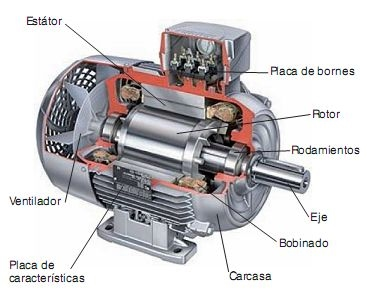 Estátor
Placa de bornes
Rotor
Rodamientos
Ventilador
Eje
Bobinado
Placa de
características
Carcasa